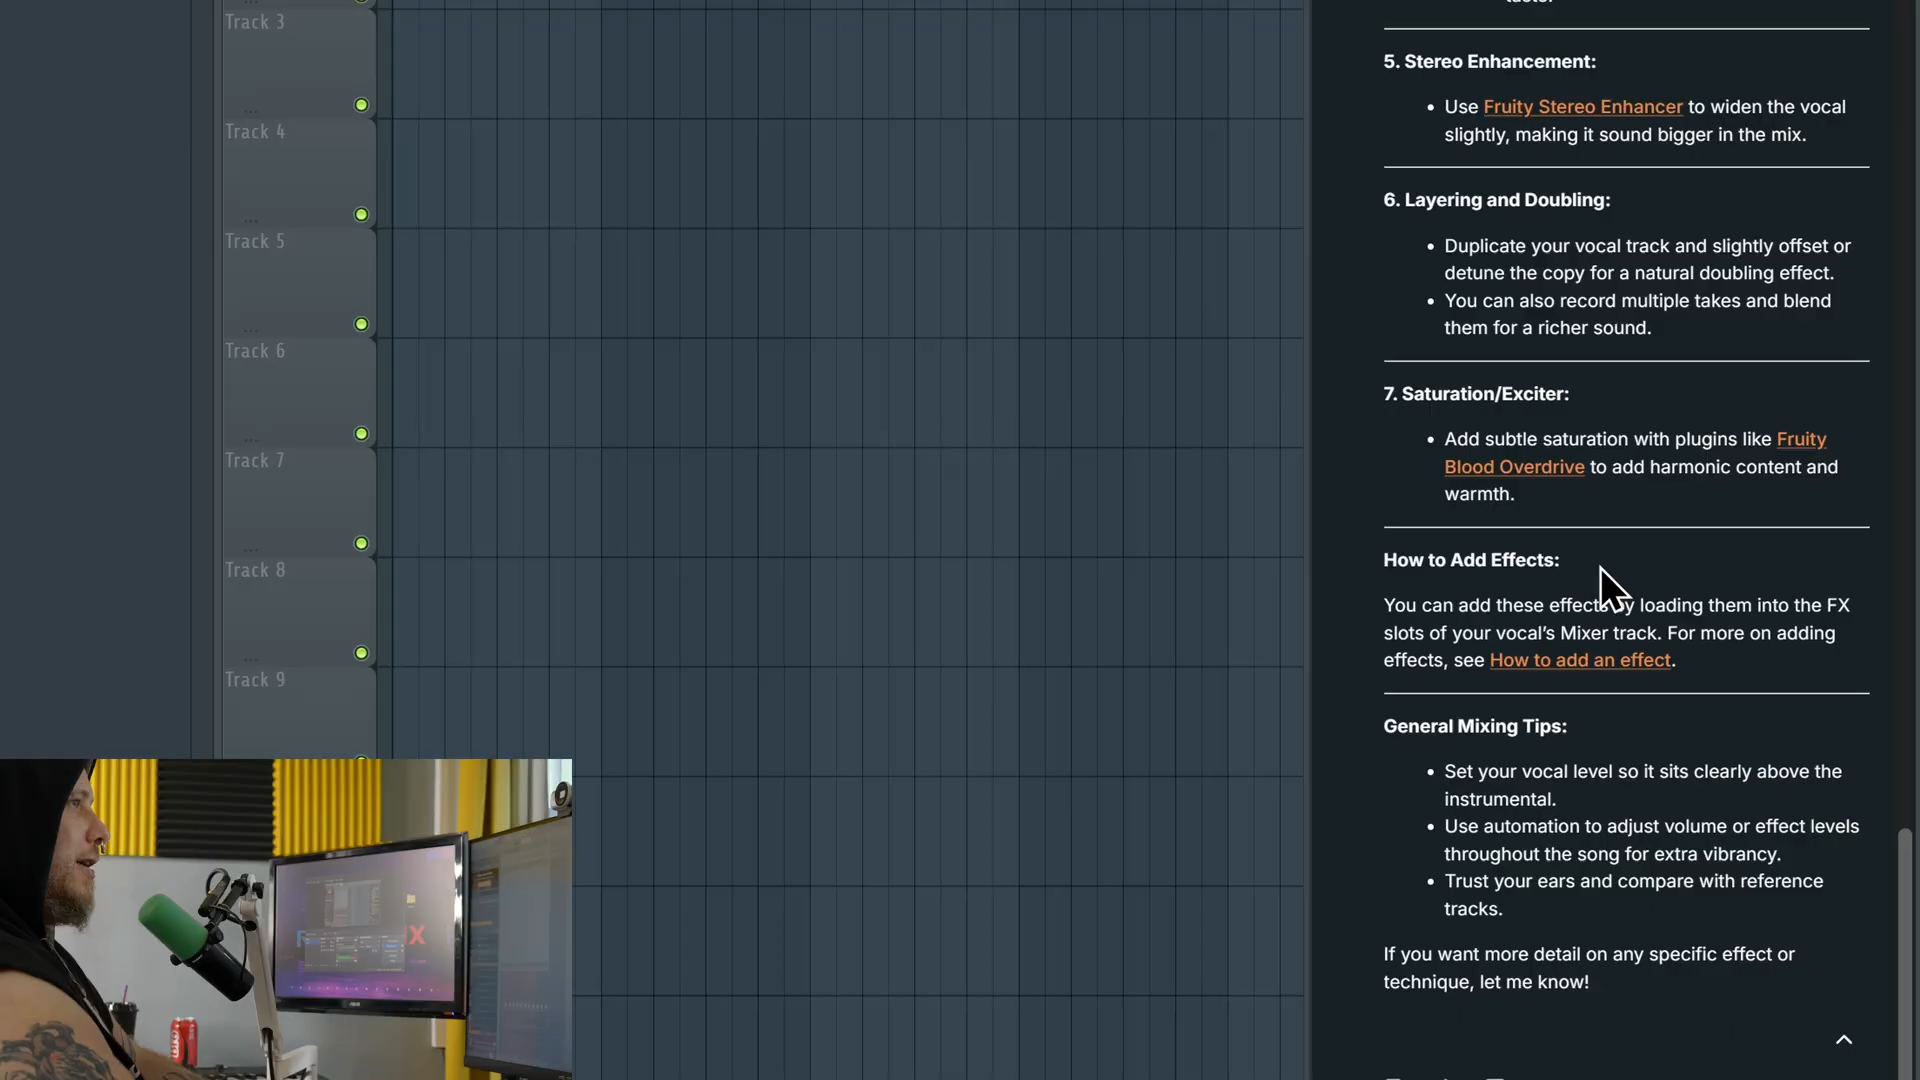 Track 3
Track 4
Track 5
Track 6
Track 7
Track 8
Track 9
5. Stereo Enhancement:
• Use Fruity Stereo Enhancer to widen the vocal
slightly, making it sound bigger in the mix.
6. Layering and Doubling:
• Duplicate your vocal track and slightly offset or
detune the copy for a natural doubling effect.
• You can also record multiple takes and blend
them for a richer sound.
7. Saturation/Exciter:
• Add subtle saturation with plugins like Fruity
Blood Overdrive to add harmonic content and
warmth.
How to Add Effects:
You can add these effects by loading them into the FX
slots of your vocal’s Mixer track. For more on adding
effects, see How to add an effect.
General Mixing Tips:
• Set your vocal level so it sits clearly above the
instrumental.
• Use automation to adjust volume or effect levels
throughout the song for extra vibrancy.
• Trust your ears and compare with reference
tracks.
If you want more detail on any specific effect or
technique, let me know!